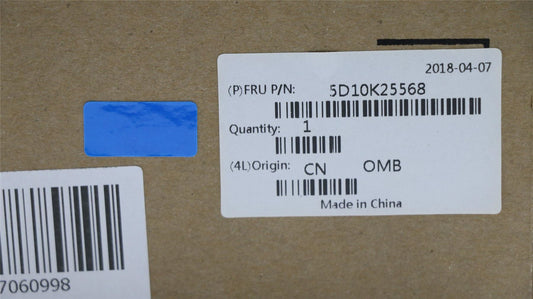 2018-04-07
(P)FRU P/N: 5D10K25568
Quantity: 1
(4L)Origin: CN OMB
Made in China
7060998